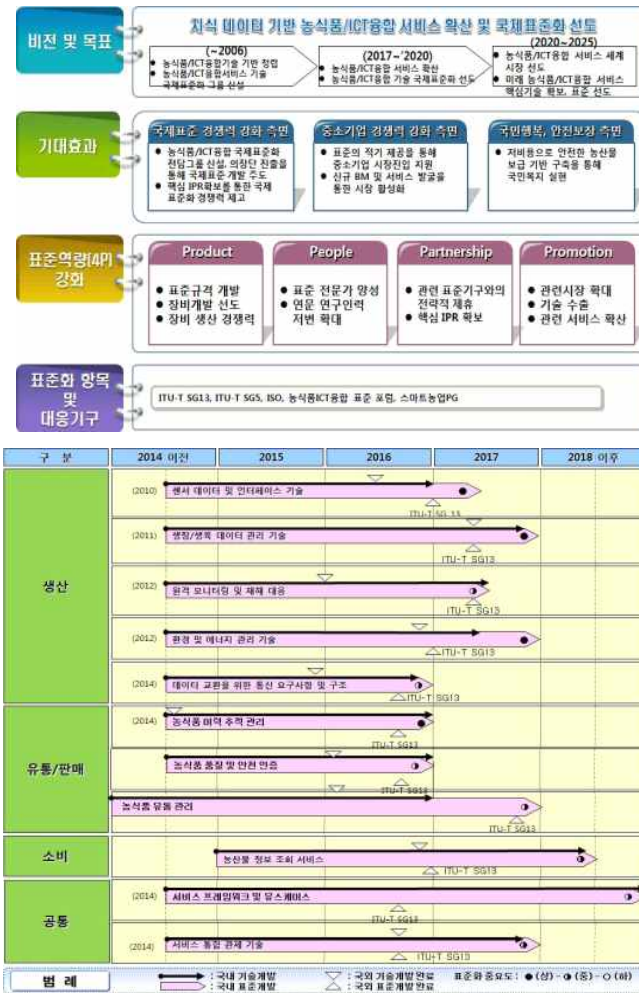 지식 데이터 기반 농식품/ICT융합 서비스 확산 및 국제표준화 선도
비전 및 목표
(~2006)
● 농식품/ICT융합기술 기반 정립
● 농식품/ICT융합서비스 기술
국제표준화 그룹 신설
(2017~'2020)
● 농식품/ICT융합 서비스 확산
● 농식품/ICT융합 기술 국제표준화 선도
(2020~2025)
● 농식품/ICT융합 서비스 세계
시장 선도
● 미래 농식품/ICT융합 서비스
핵심기술 확보, 표준 선도
기대효과
국제표준 경쟁력 강화 측면
● 농식품/ICT융합 국제표준화
전담그룹 신설, 의장단 진출을
통해 국제표준 개발 주도
● 핵심 IPR확보를 통한 국제
표준화 경쟁력 제고
중소기업 경쟁력 강화 측면
● 표준의 적기 제공을 통해
중소기업 시장진입 지원
● 신규 BM 및 서비스 발굴을
통한 시장 활성화
국민행복, 안전보장 측면
● 저비용으로 안전한 농산물
보급 기반 구축을 통해
국민복지 실현
표준역량(4P)
강화
Product
● 표준규격 개발
● 장비개발 선도
● 장비 생산 경쟁력
People
● 표준 전문가 양성
● 연문 연구인력
저변 확대
Partnership
● 관련 표준기구와의
전략적 제휴
● 핵심 IPR 확보
Promotion
● 관련시장 확대
● 기술 수출
● 관련 서비스 확산
표준화 항목
및
대응기구
ITU-T SG13, ITU-T SG5, ISO, 농식품ICT융합 표준 포럼, 스마트농업PG
구 분 2014 이전 2015 2016 2017 2018 이후
생산
(2010) 센서 데이터 및 인터페이스 기술
ITU-T SG 13
(2011) 생장/생육 데이터 관리 기술
ITU-T SG13
(2012) 원격 모니터링 및 재해 대응
ITU-T SG13
(2012) 환경 및 에너지 관리 기술
ITU-T SG13
(2014) 데이터 교환을 위한 통신 요구사항 및 구조
ITU-T SG13
유통/판매
(2014) 농식품 이력 추적 관리
ITU-T SG13
농식품 품질 및 안전 인증
ITU-T SG13
농식품 유통 관리
ITU-T SG13
소비
농산물 정보 조회 서비스
ITU-T SG13
공통
(2014) 서비스 프레임워크 및 유스케이스
ITU-T SG13
(2014) 서비스 통합 관제 기술
ITU-T SG13
범 례
: 국내 기술개발 : 국외 기술개발 완료 표준화 중요도 : ●(상) - ◑(중) - ○(하)
: 국내 표준개발 : 국외 표준개발 완료